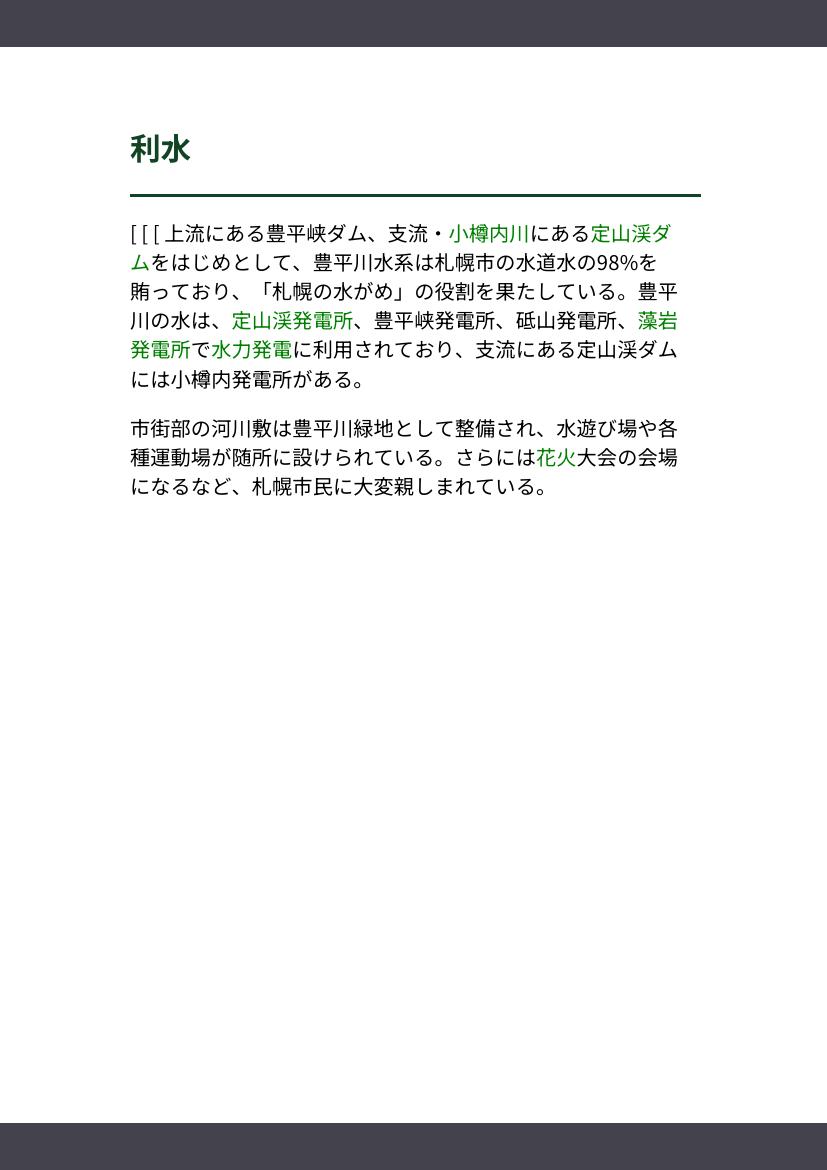 利水
[ [ [ 上流にある豊平峡ダム、支流・小樽内川にある定山渓ダ
ムをはじめとして、豊平川水系は札幌市の水道水の98%を
賄っており、「札幌の水がめ」の役割を果たしている。豊平
川の水は、定山渓発電所、豊平峡発電所、砥山発電所、藻岩
発電所で水力発電に利用されており、支流にある定山渓ダム
には小樽内発電所がある。
市街部の河川敷は豊平川緑地として整備され、水遊び場や各
種運動場が随所に設けられている。さらには花火大会の会場
になるなど、札幌市民に大変親しまれている。